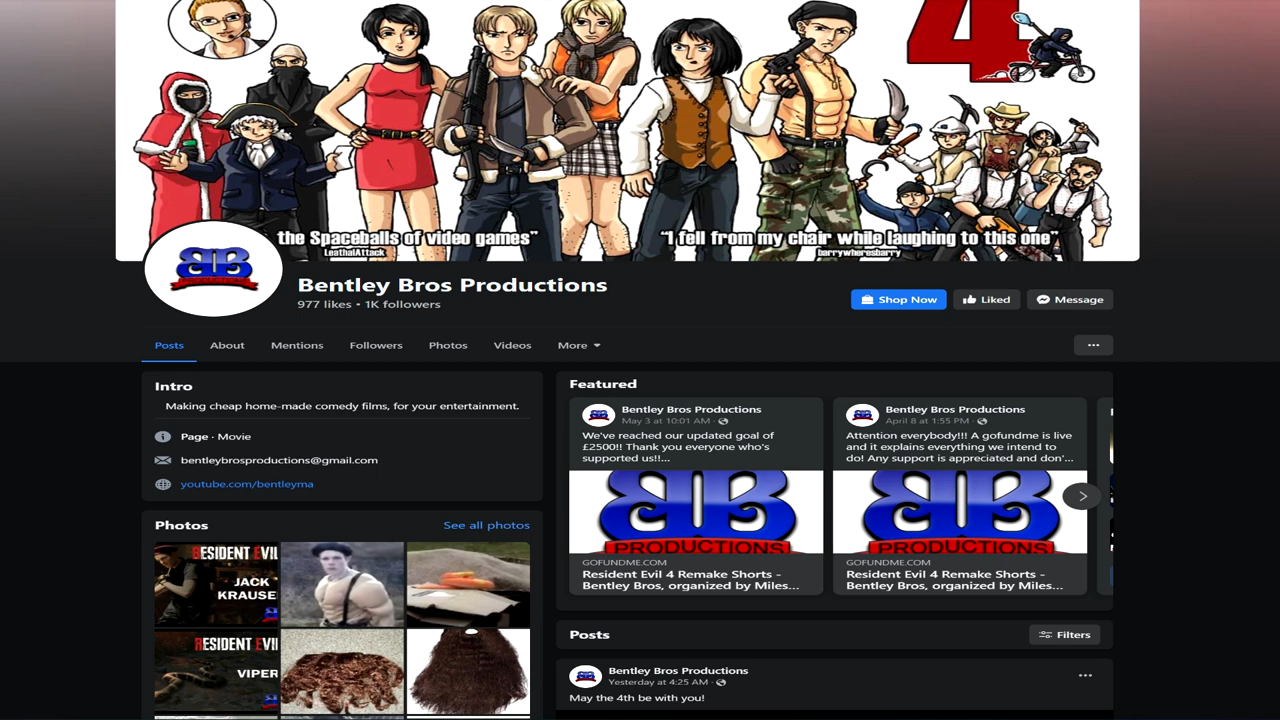 4
the Spaceballs of video games”
LeathalAttack
“I fell from my chair while laughing to this one”
barrywheresbarry
BB
Bentley Bros Productions
977 likes • 1K followers
Shop Now
Liked
Message
Posts
About
Mentions
Followers
Photos
Videos
More
Intro
Making cheap home-made comedy films, for your entertainment.
Page · Movie
bentleybrosproductions@gmail.com
youtube.com/bentleyma
Photos
See all photos
RESIDENT EVIL
JACK
KRAUSE
RESIDENT EVI
VIPER
Featured
Bentley Bros Productions
May 3 at 10:01 AM ·
We've reached our updated goal of
£2500!! Thank you everyone who's
supported us!!...
BB
PRODUCTIONS
GOFUNDME.COM
Resident Evil 4 Remake Shorts -
Bentley Bros, organized by Miles...
Bentley Bros Productions
April 8 at 1:55 PM ·
Attention everybody!!! A gofundme is live
and it explains everything we intend to
do! Any support is appreciated and don'...
BB
PRODUCTIONS
GOFUNDME.COM
Resident Evil 4 Remake Shorts -
Bentley Bros, organized by Miles...
Posts
Filters
Bentley Bros Productions
Yesterday at 4:25 AM ·
May the 4th be with you!